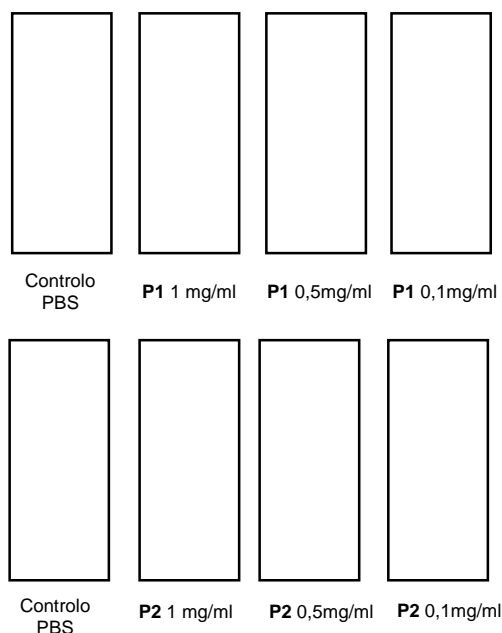 Controlo
PBS
P1 1 mg/ml
P1 0,5mg/ml
P1 0,1mg/ml
Controlo
PBS
P2 1 mg/ml
P2 0,5mg/ml
P2 0,1mg/ml